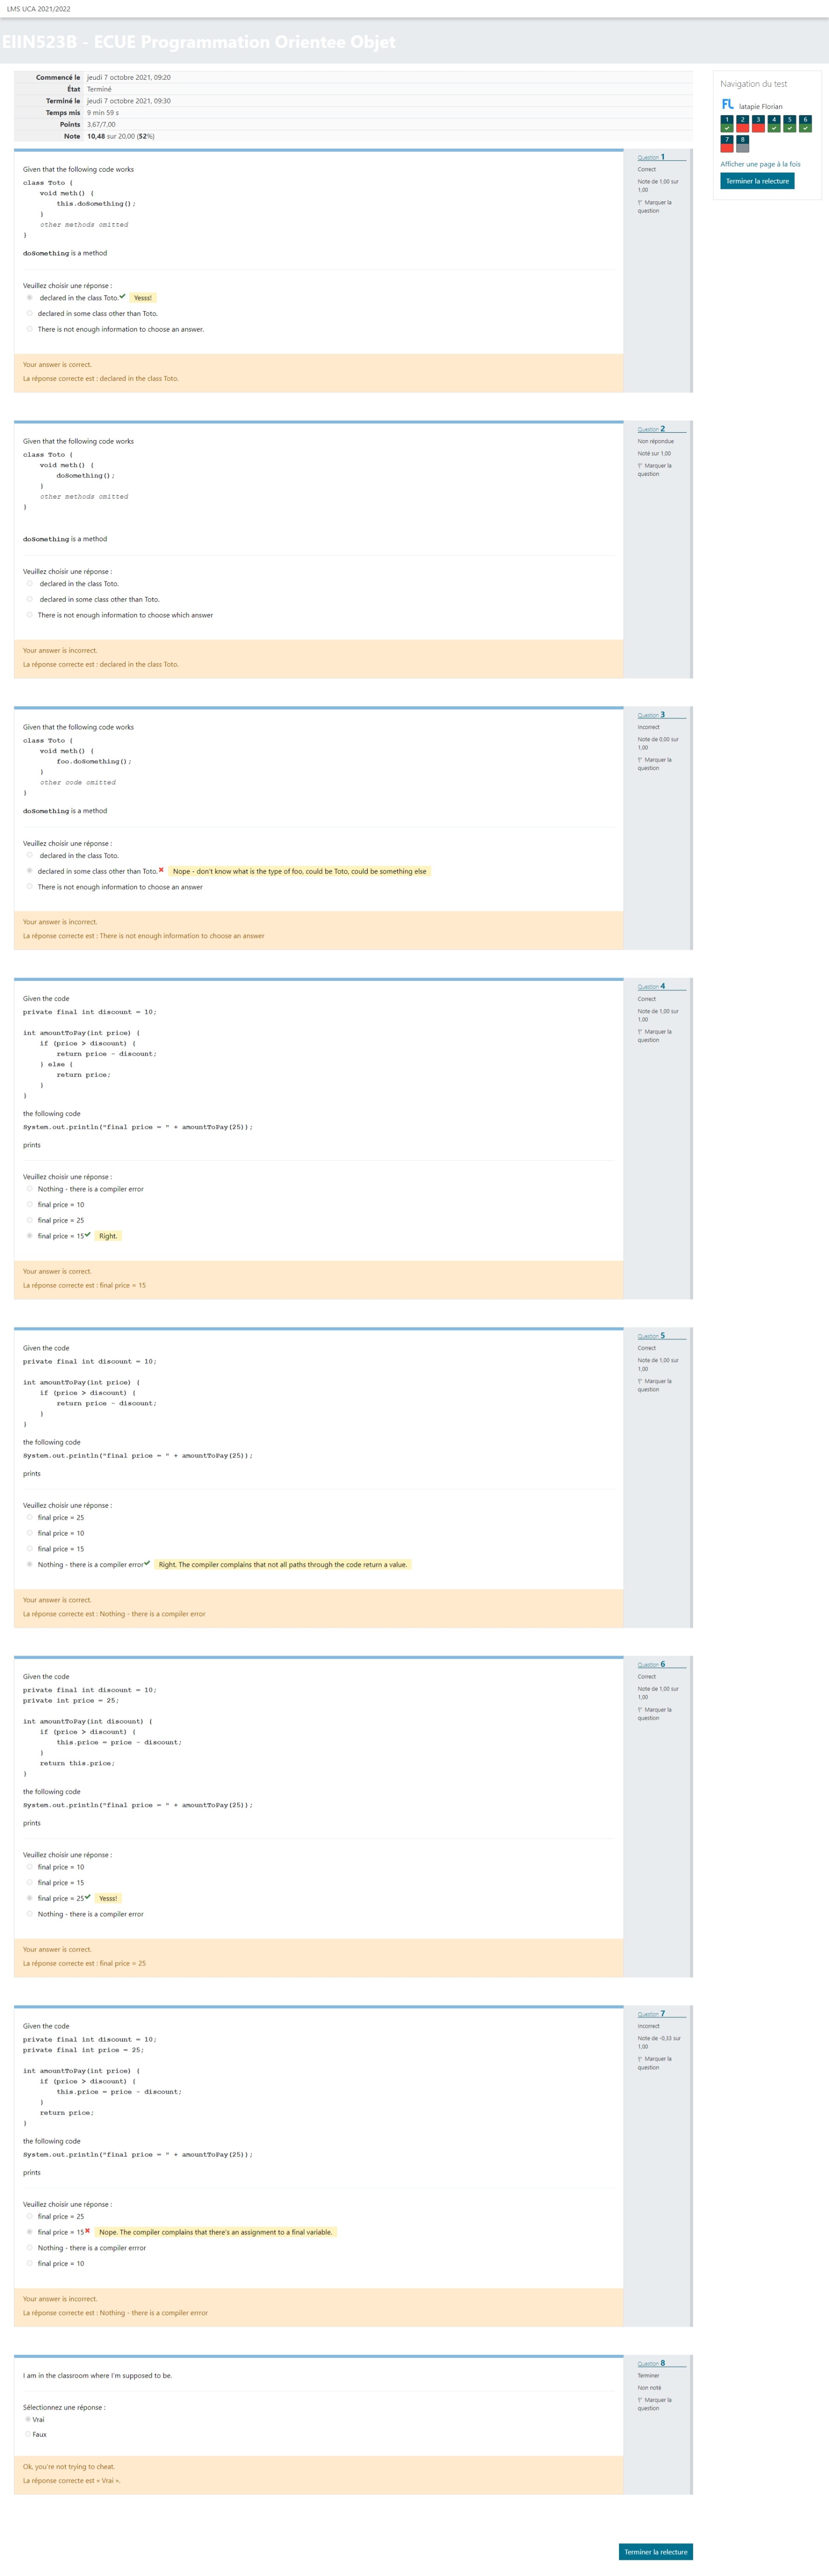 LMS UCA 2021/2022
EIIN523B - ECUE Programmation Orientee Objet
Commencé le jeudi 7 octobre 2021, 09:20
État Terminé
Terminé le jeudi 7 octobre 2021, 09:30
Temps mis 9 min 59 s
Points 3,67/7,00
Note 10,48 sur 20,00 (52%)
Navigation du test
FL latapie Florian
1 2 3 4 5 6
7 8
Afficher une page à la fois
Terminer la relecture
Question 1
Correct
Note de 1,00 sur
1,00
Marquer la
question
Given that the following code works
class Toto {
    void meth() {
        this.doSomething();
    }
    other methods omitted
}
doSomething is a method
Veuillez choisir une réponse :
declared in the class Toto. Yesss!
declared in some class other than Toto.
There is not enough information to choose an answer.
Your answer is correct.
La réponse correcte est : declared in the class Toto.
Question 2
Non répondue
Noté sur 1,00
Marquer la
question
Given that the following code works
class Toto {
    void meth() {
        doSomething();
    }
    other methods omitted
}
doSomething is a method
Veuillez choisir une réponse :
declared in the class Toto.
declared in some class other than Toto.
There is not enough information to choose which answer
Your answer is incorrect.
La réponse correcte est : declared in the class Toto.
Question 3
Incorrect
Note de 0,00 sur
1,00
Marquer la
question
Given that the following code works
class Toto {
    void meth() {
        foo.doSomething();
    }
    other code omitted
}
doSomething is a method
Veuillez choisir une réponse :
declared in the class Toto.
declared in some class other than Toto. Nope - don't know what is the type of foo, could be Toto, could be something else
There is not enough information to choose an answer
Your answer is incorrect.
La réponse correcte est : There is not enough information to choose an answer
Question 4
Correct
Note de 1,00 sur
1,00
Marquer la
question
Given the code
private final int discount = 10;
int amountToPay(int price) {
    if (price > discount) {
        return price - discount;
    } else {
        return price;
    }
}
the following code
System.out.println("final price = " + amountToPay(25));
prints
Veuillez choisir une réponse :
Nothing - there is a compiler error
final price = 10
final price = 25
final price = 15 Right.
Your answer is correct.
La réponse correcte est : final price = 15
Question 5
Correct
Note de 1,00 sur
1,00
Marquer la
question
Given the code
private final int discount = 10;
int amountToPay(int price) {
    if (price > discount) {
        return price - discount;
    }
}
the following code
System.out.println("final price = " + amountToPay(25));
prints
Veuillez choisir une réponse :
final price = 25
final price = 10
final price = 15
Nothing - there is a compiler error Right. The compiler complains that not all paths through the code return a value.
Your answer is correct.
La réponse correcte est : Nothing - there is a compiler error
Question 6
Correct
Note de 1,00 sur
1,00
Marquer la
question
Given the code
private final int discount = 10;
private int price = 25;
int amountToPay(int discount) {
    if (price > discount) {
        this.price = price - discount;
    }
    return this.price;
}
the following code
System.out.println("final price = " + amountToPay(25));
prints
Veuillez choisir une réponse :
final price = 10
final price = 15
final price = 25 Yesss!
Nothing - there is a compiler error
Your answer is correct.
La réponse correcte est : final price = 25
Question 7
Incorrect
Note de -0,33 sur
1,00
Marquer la
question
Given the code
private final int discount = 10;
private final int price = 25;
int amountToPay(int price) {
    if (price > discount) {
        this.price = price - discount;
    }
    return price;
}
the following code
System.out.println("final price = " + amountToPay(25));
prints
Veuillez choisir une réponse :
final price = 25
final price = 15 Nope. The compiler complains that there's an assignment to a final variable.
Nothing - there is a compiler errror
final price = 10
Your answer is incorrect.
La réponse correcte est : Nothing - there is a compiler errror
Question 8
Terminer
Non noté
Marquer la
question
I am in the classroom where I'm supposed to be.
Sélectionnez une réponse :
Vrai
Faux
Ok, you're not trying to cheat.
La réponse correcte est « Vrai ».
Terminer la relecture